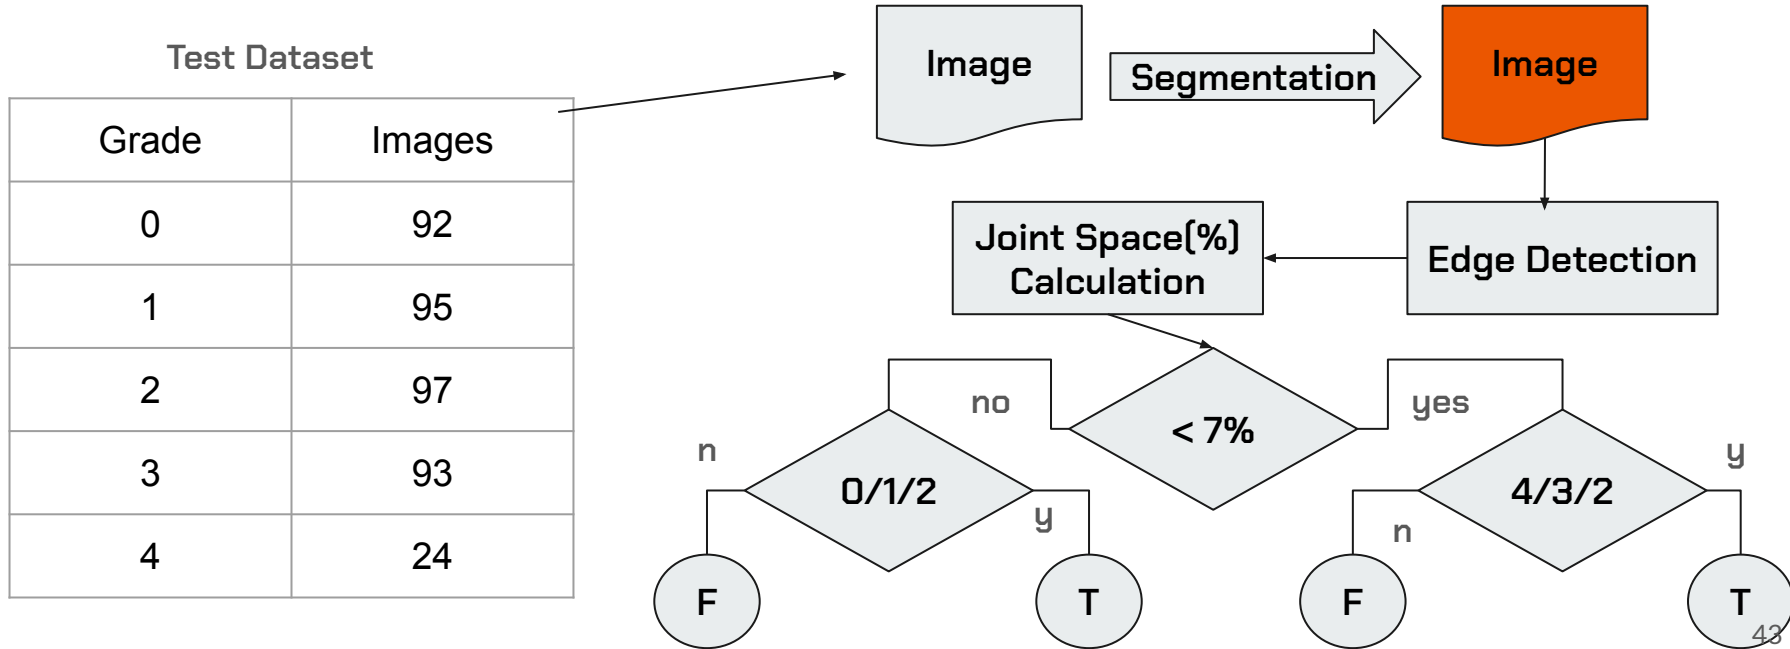 Test Dataset
Grade Images
0 92
1 95
2 97
3 93
4 24
Image
Segmentation
Image
Edge Detection
Joint Space(%)
Calculation
< 7%
no
yes
0/1/2
n
y
F
T
4/3/2
n
y
F
T
43